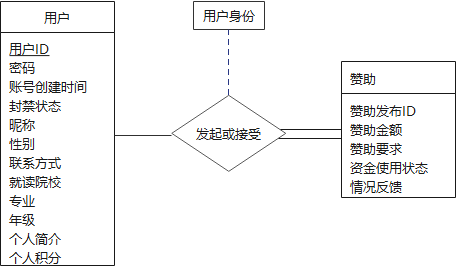 用户
用户ID
密码
账号创建时间
封禁状态
昵称
性别
联系方式
就读院校
专业
年级
个人简介
个人积分
用户身份
发起或接受
赞助
赞助发布ID
赞助金额
赞助要求
资金使用状态
情况反馈